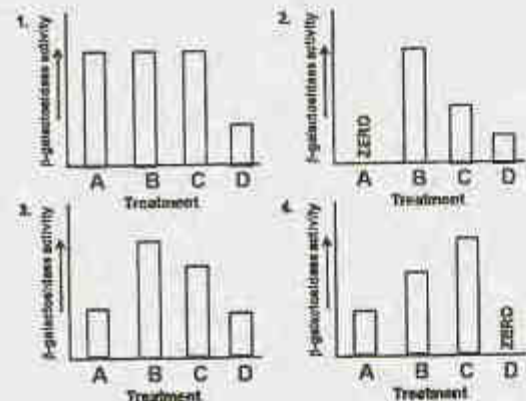 1.
β-galactosidase activity
A B C D
Treatment
2.
β-galactosidase activity
ZERO
A B C D
Treatment
3.
β-galactosidase activity
A B C D
Treatment
4.
β-galactosidase activity
ZERO
A B C D
Treatment